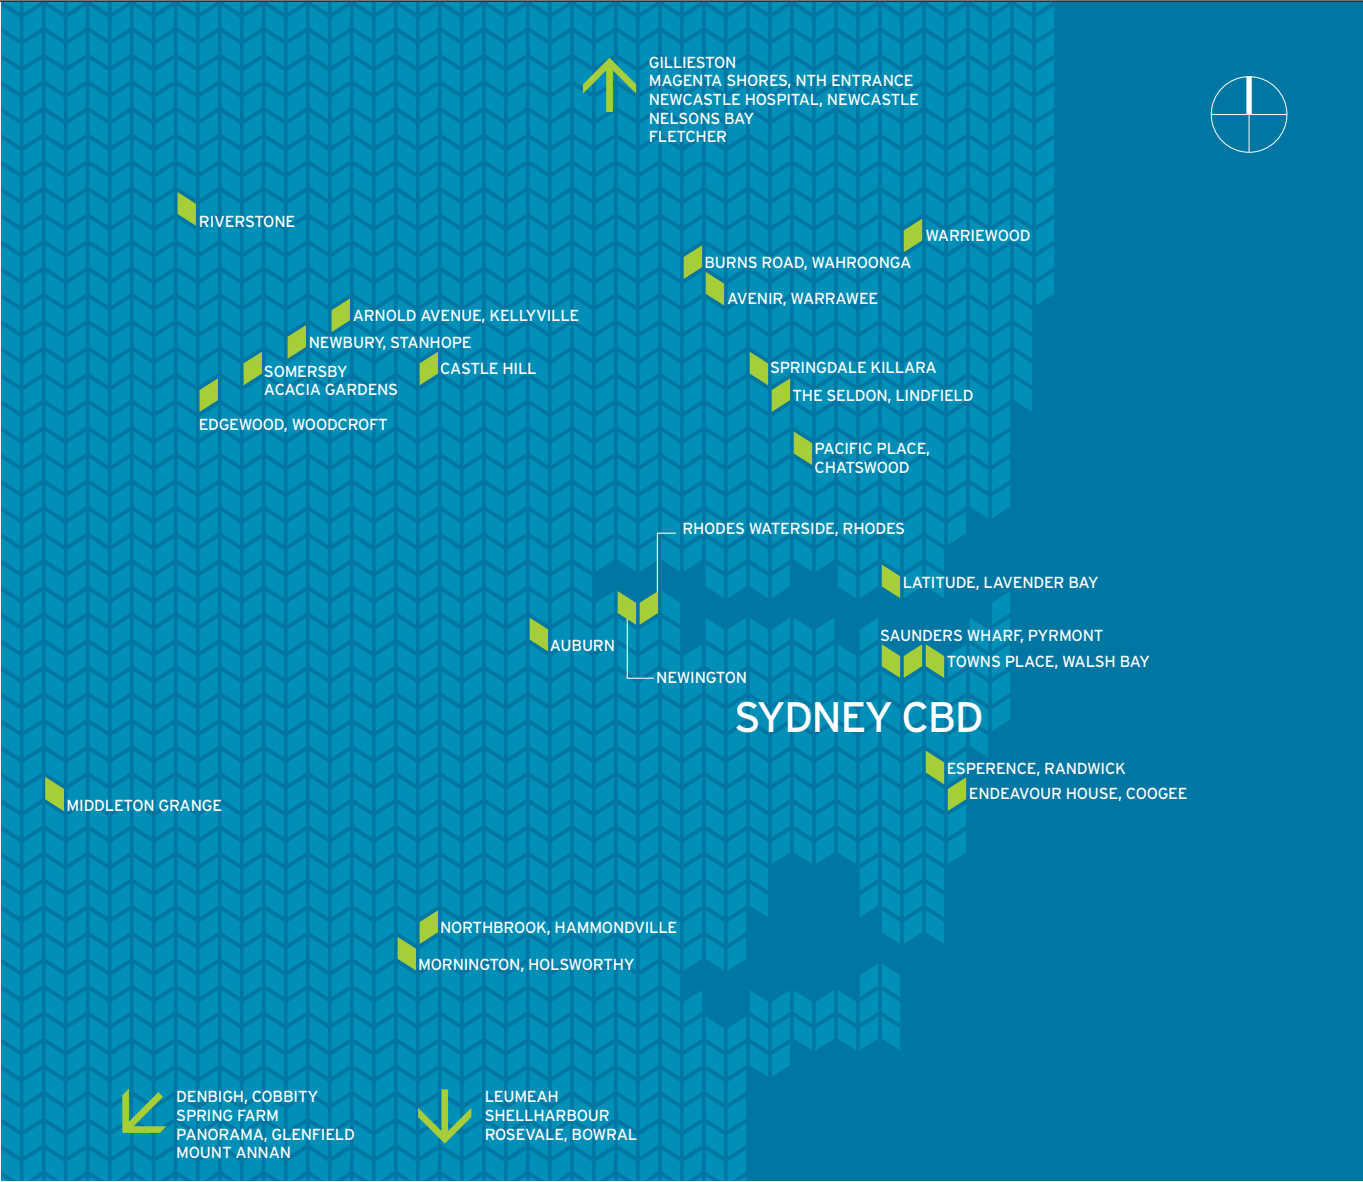 GILLIESTON
MAGENTA SHORES, NTH ENTRANCE
NEWCASTLE HOSPITAL, NEWCASTLE
NELSONS BAY
FLETCHER
RIVERSTONE
WARRIEWOOD
BURNS ROAD, WAHROONGA
AVENIR, WARRAWEE
ARNOLD AVENUE, KELLYVILLE
NEWBURY, STANHOPE
SOMERSBY
ACACIA GARDENS
CASTLE HILL
SPRINGDALE KILLARA
THE SELDON, LINDFIELD
EDGEWOOD, WOODCROFT
PACIFIC PLACE,
CHATSWOOD
RHODES WATERSIDE, RHODES
LATITUDE, LAVENDER BAY
AUBURN
SAUNDERS WHARF, PYRMONT
TOWNS PLACE, WALSH BAY
NEWINGTON
SYDNEY CBD
ESPERENCE, RANDWICK
ENDEAVOUR HOUSE, COOGEE
MIDDLETON GRANGE
NORTHBROOK, HAMMONDVILLE
MORNINGTON, HOLSWORTHY
DENBIGH, COBBITY
SPRING FARM
PANORAMA, GLENFIELD
MOUNT ANNAN
LEUMEAH
SHELLHARBOUR
ROSEVALE, BOWRAL